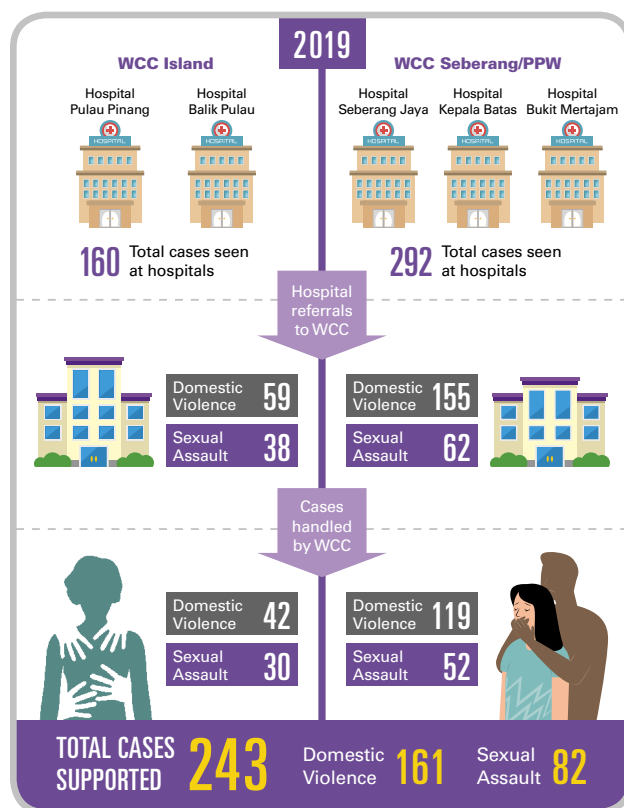 2019
WCC Island
WCC Seberang/PPW
Hospital
Pulau Pinang
Hospital
Balik Pulau
Hospital
Seberang Jaya
Hospital
Kepala Batas
Hospital
Bukit Mertajam
HOSPITAL
HOSPITAL
HOSPITAL
HOSPITAL
HOSPITAL
160 Total cases seen
at hospitals
292 Total cases seen
at hospitals
Hospital
referrals
to WCC
Domestic
Violence 59
Sexual
Assault 38
Domestic
Violence 155
Sexual
Assault 62
Cases
handled
by WCC
Domestic
Violence 42
Sexual
Assault 30
Domestic
Violence 119
Sexual
Assault 52
TOTAL CASES
SUPPORTED 243
Domestic
Violence 161
Sexual
Assault 82